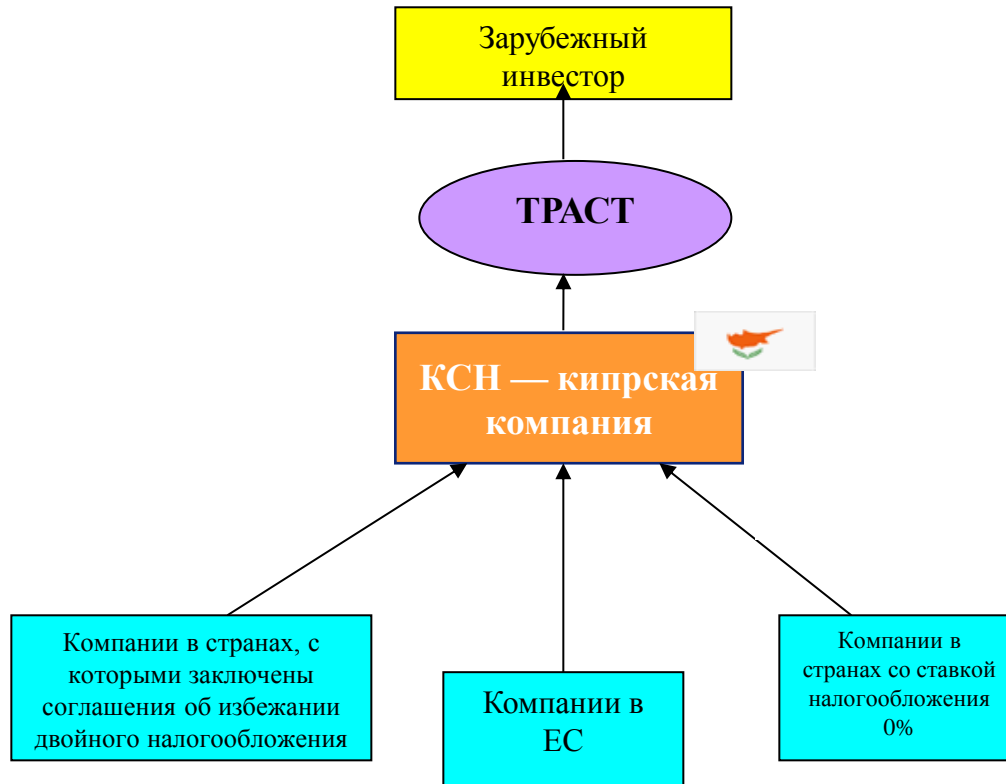 Зарубежный
инвестор
ТРАСТ
КСН — кипрская
компания
Компании в странах, с
которыми заключены
соглашения об избежании
двойного налогообложения
Компании в
ЕС
Компании в
странах со ставкой
налогообложения
0%